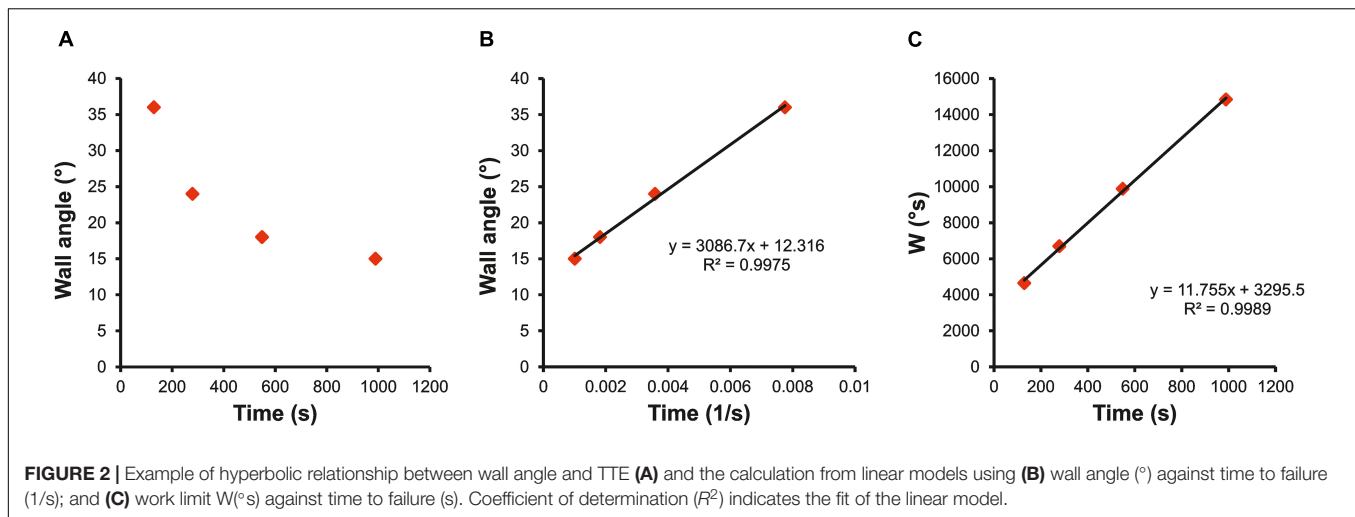 A
40
35
30
25
20
15
10
5
0
0 200 400 600 800 1000 1200
Wall angle (°)
Time (s)
B
40
35
30
25
20
15
10
5
0
0 0.002 0.004 0.006 0.008 0.01
Wall angle (°)
Time (1/s)
y = 3086.7x + 12.316
R² = 0.9975
C
16000
14000
12000
10000
8000
6000
4000
2000
0
0 200 400 600 800 1000 1200
W (°s)
Time (s)
y = 11.755x + 3295.5
R² = 0.9989
FIGURE 2 | Example of hyperbolic relationship between wall angle and TTE (A) and the calculation from linear models using (B) wall angle (°) against time to failure
(1/s); and (C) work limit W(°s) against time to failure (s). Coefficient of determination (R²) indicates the fit of the linear model.